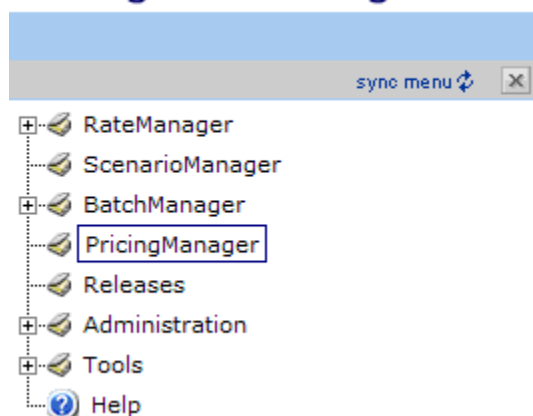 sync menu
RateManager
ScenarioManager
BatchManager
PricingManager
Releases
Administration
Tools
Help